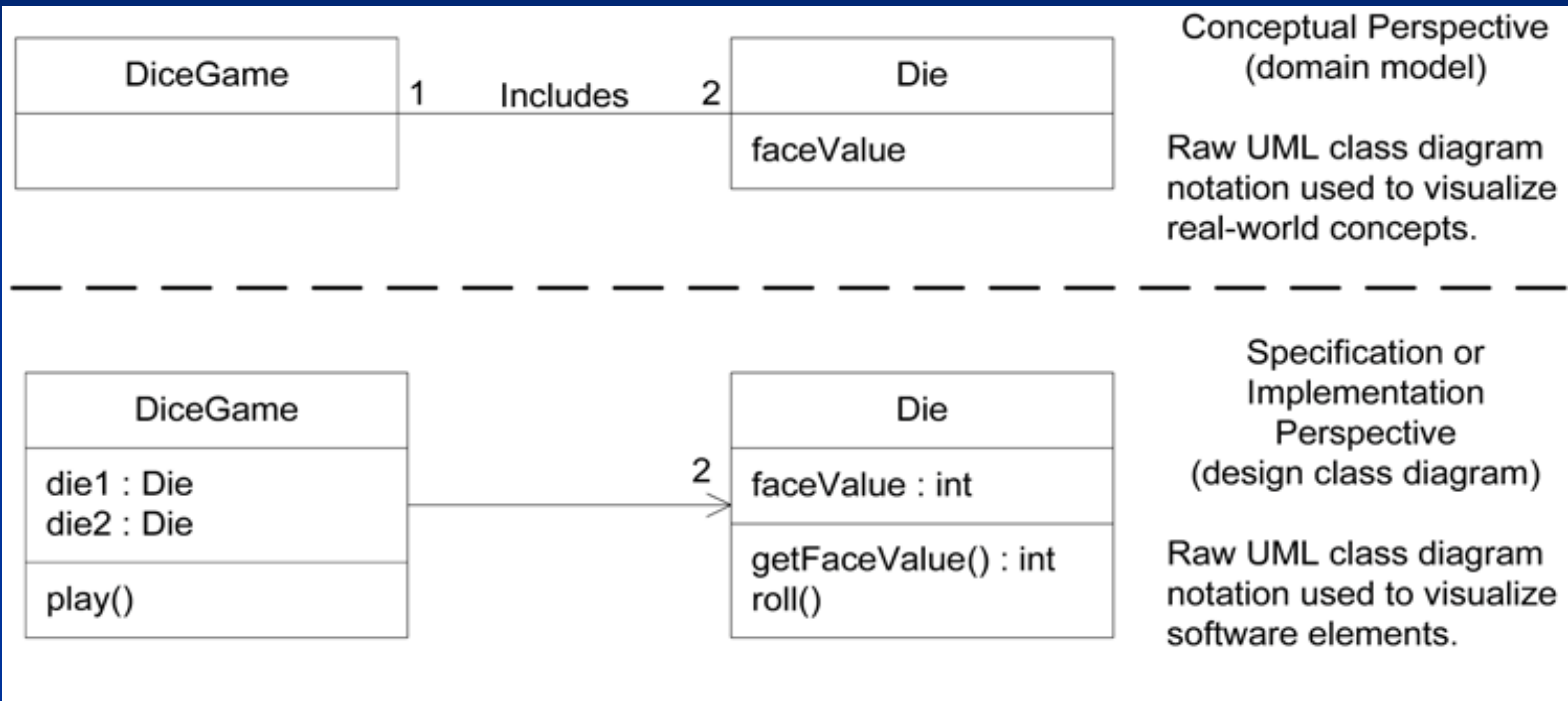 DiceGame
1 Includes 2
Die
faceValue
Conceptual Perspective
(domain model)
Raw UML class diagram
notation used to visualize
real-world concepts.
DiceGame
die1 : Die
die2 : Die
play()
2
Die
faceValue : int
getFaceValue() : int
roll()
Specification or
Implementation
Perspective
(design class diagram)
Raw UML class diagram
notation used to visualize
software elements.